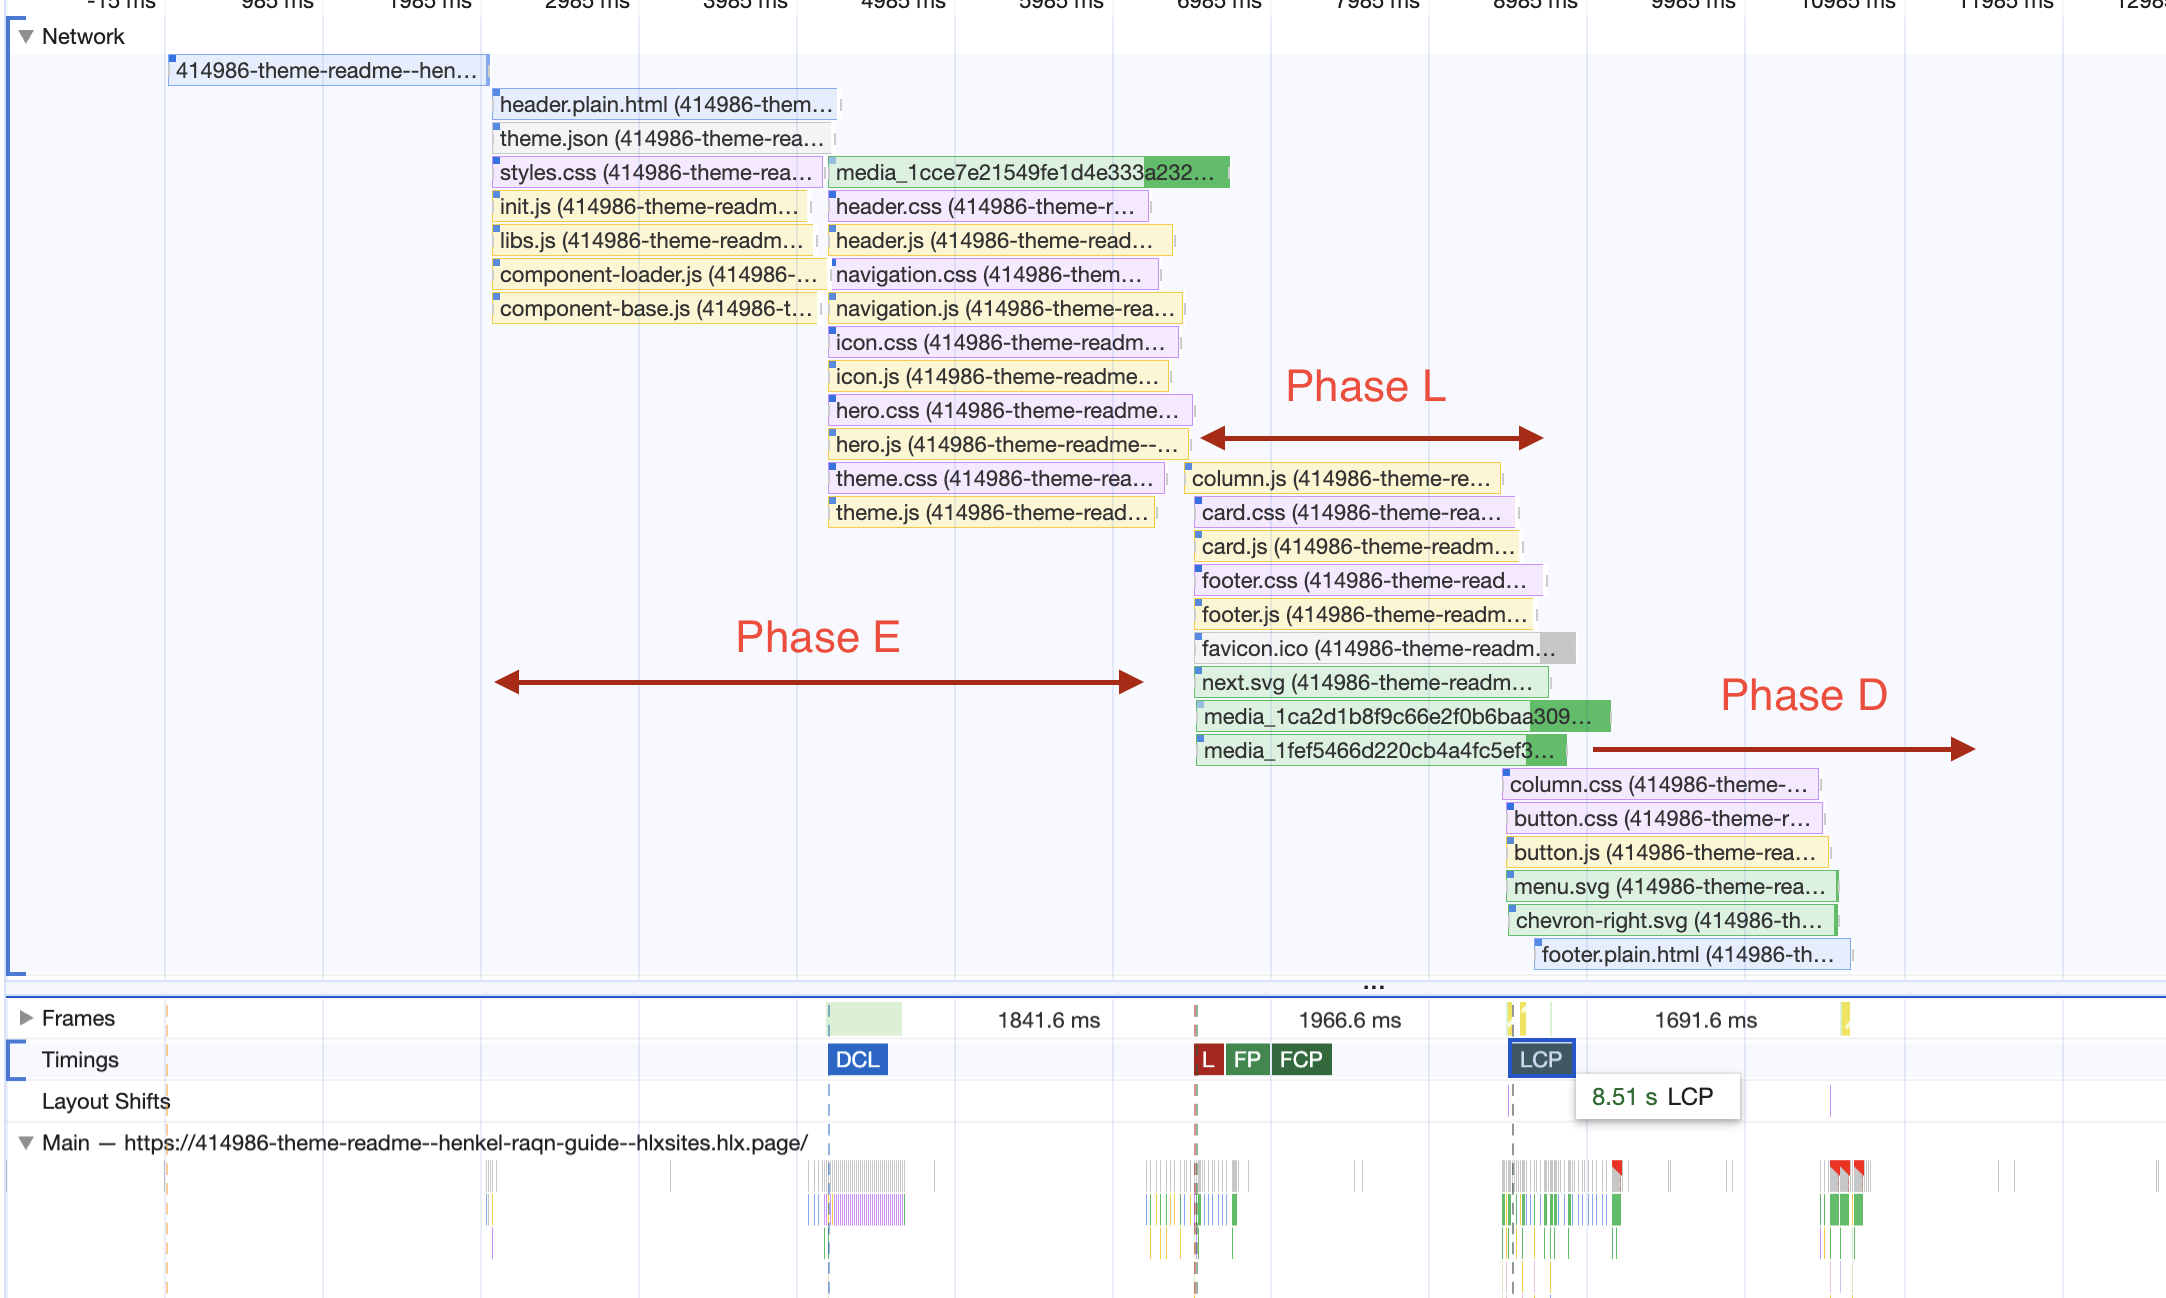 -15 ms 985 ms 1985 ms 2985 ms 3985 ms 4985 ms 5985 ms 6985 ms 7985 ms 8985 ms 9985 ms 10985 ms 11985 ms
Network
414986-theme-readme--hen…
header.plain.html (414986-them…
theme.json (414986-theme-rea…
styles.css (414986-theme-rea… media_1cce7e21549fe1d4e333a232…
init.js (414986-theme-readm… header.css (414986-theme-r…
libs.js (414986-theme-readm… header.js (414986-theme-read…
component-loader.js (414986-… navigation.css (414986-them…
component-base.js (414986-t… navigation.js (414986-theme-rea…
icon.css (414986-theme-readm…
icon.js (414986-theme-readme…
Phase L
hero.css (414986-theme-readme…
hero.js (414986-theme-readme--…
theme.css (414986-theme-rea… column.js (414986-theme-re…
theme.js (414986-theme-read… card.css (414986-theme-rea…
card.js (414986-theme-readm…
footer.css (414986-theme-read…
footer.js (414986-theme-readm…
Phase E
favicon.ico (414986-theme-readm…
next.svg (414986-theme-readm…
Phase D
media_1ca2d1b8f9c66e2f0b6baa309…
media_1fef5466d220cb4a4fc5ef3…
column.css (414986-theme-…
button.css (414986-theme-r…
button.js (414986-theme-rea…
menu.svg (414986-theme-rea…
chevron-right.svg (414986-th…
footer.plain.html (414986-th…
…
Frames 1841.6 ms 1966.6 ms 1691.6 ms
Timings DCL L FP FCP LCP
8.51 s LCP
Layout Shifts
Main — https://414986-theme-readme--henkel-raqn-guide--hlxsites.hlx.page/